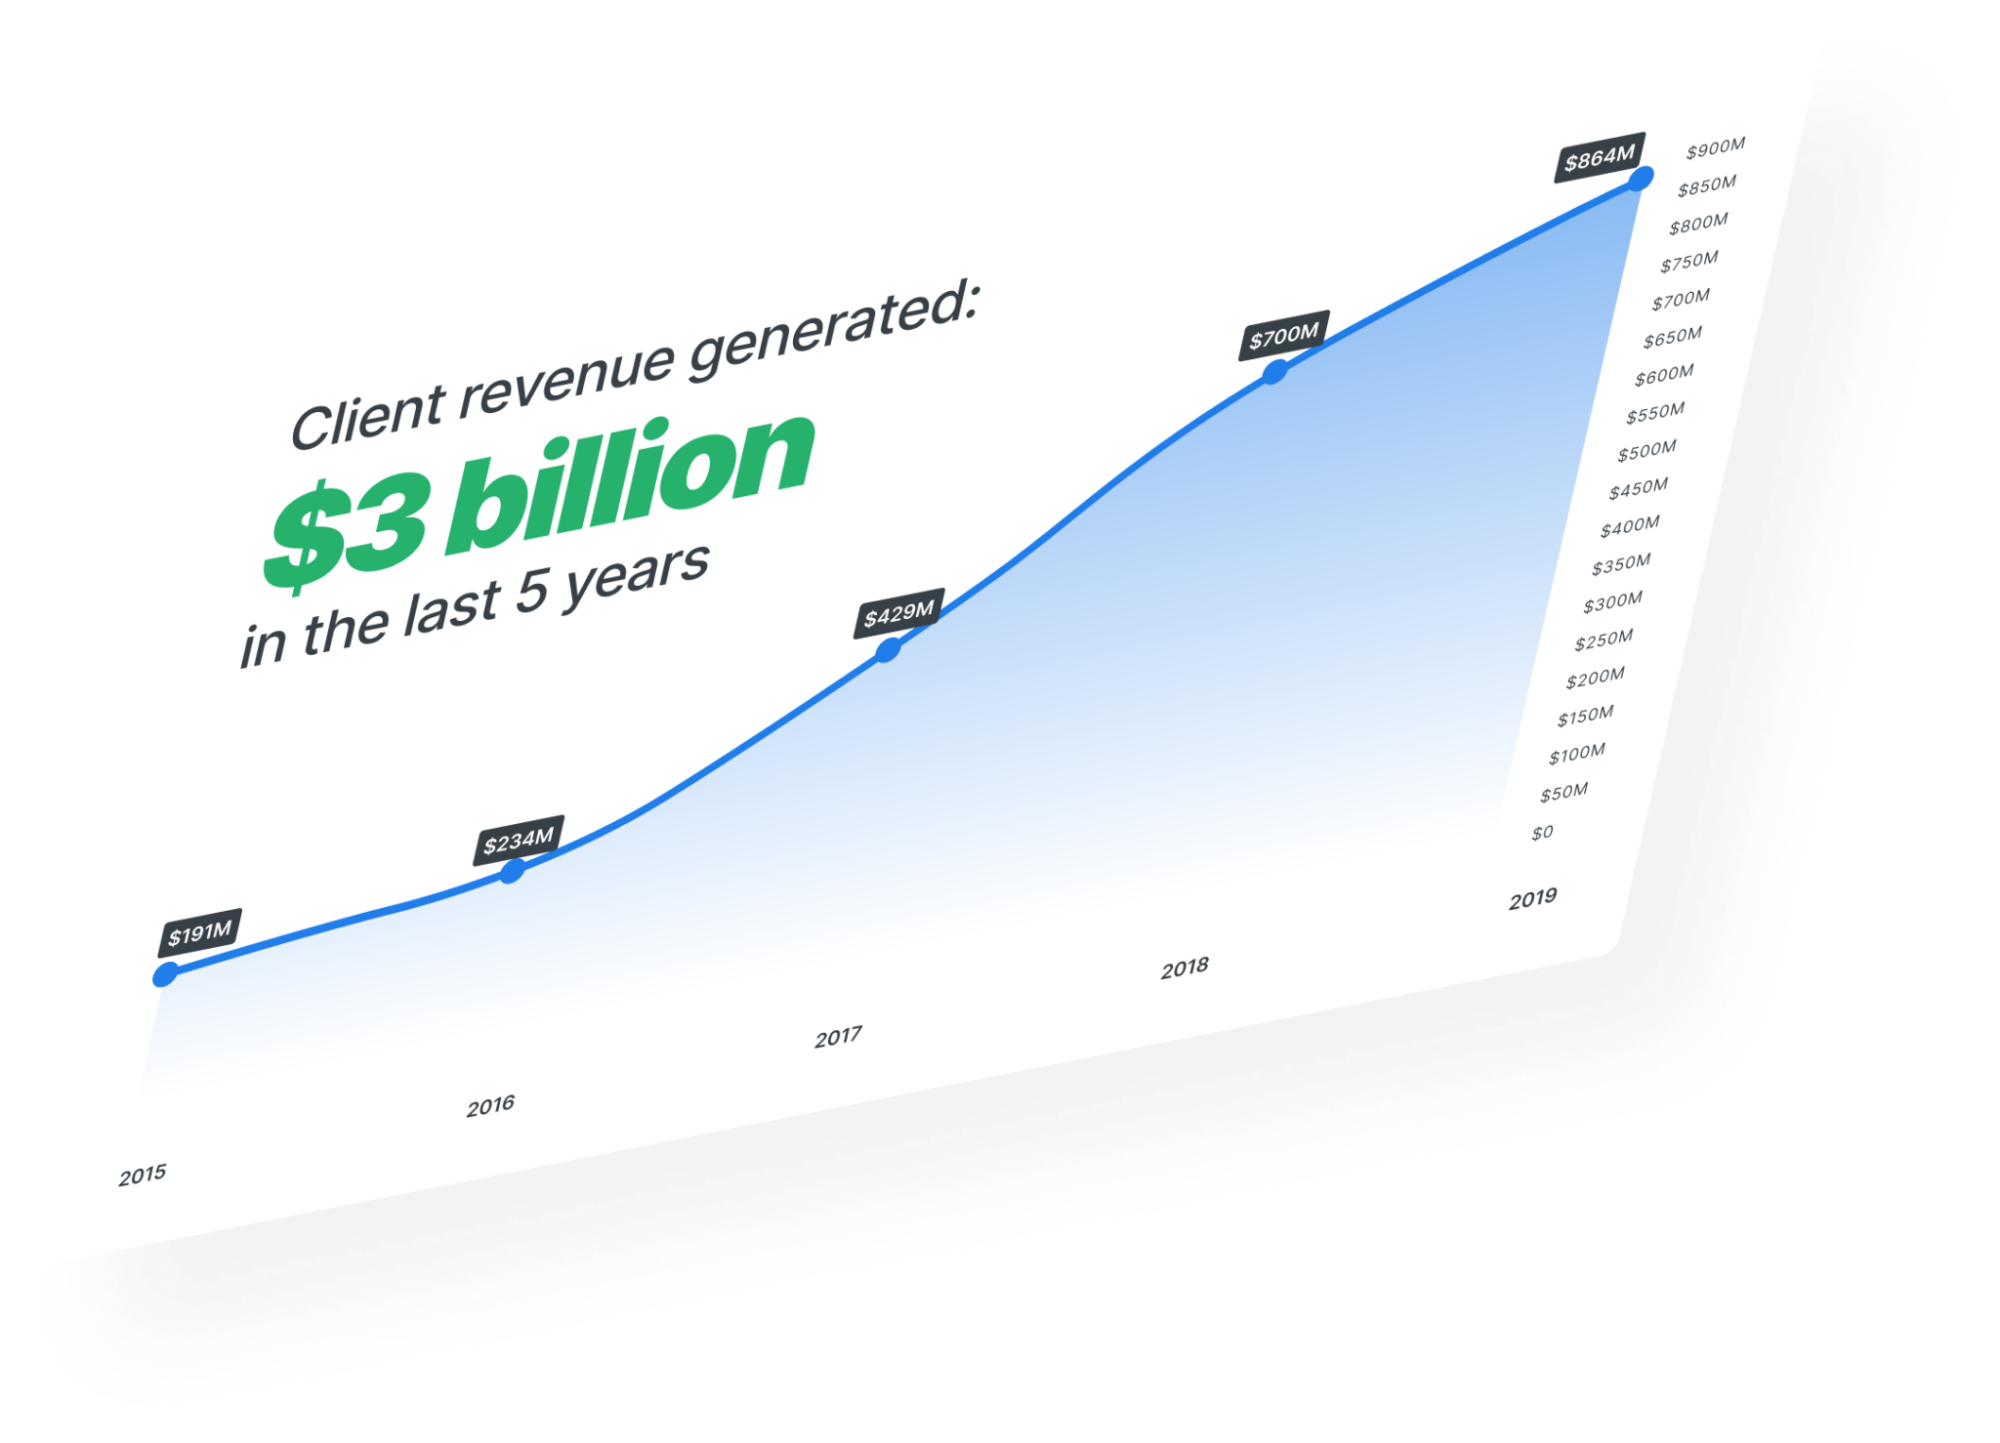 Client revenue generated:
$3 billion
in the last 5 years
$191M
$234M
$429M
$700M
$864M
$900M
$850M
$800M
$750M
$700M
$650M
$600M
$550M
$500M
$450M
$400M
$350M
$300M
$250M
$200M
$150M
$100M
$50M
$0
2015
2016
2017
2018
2019